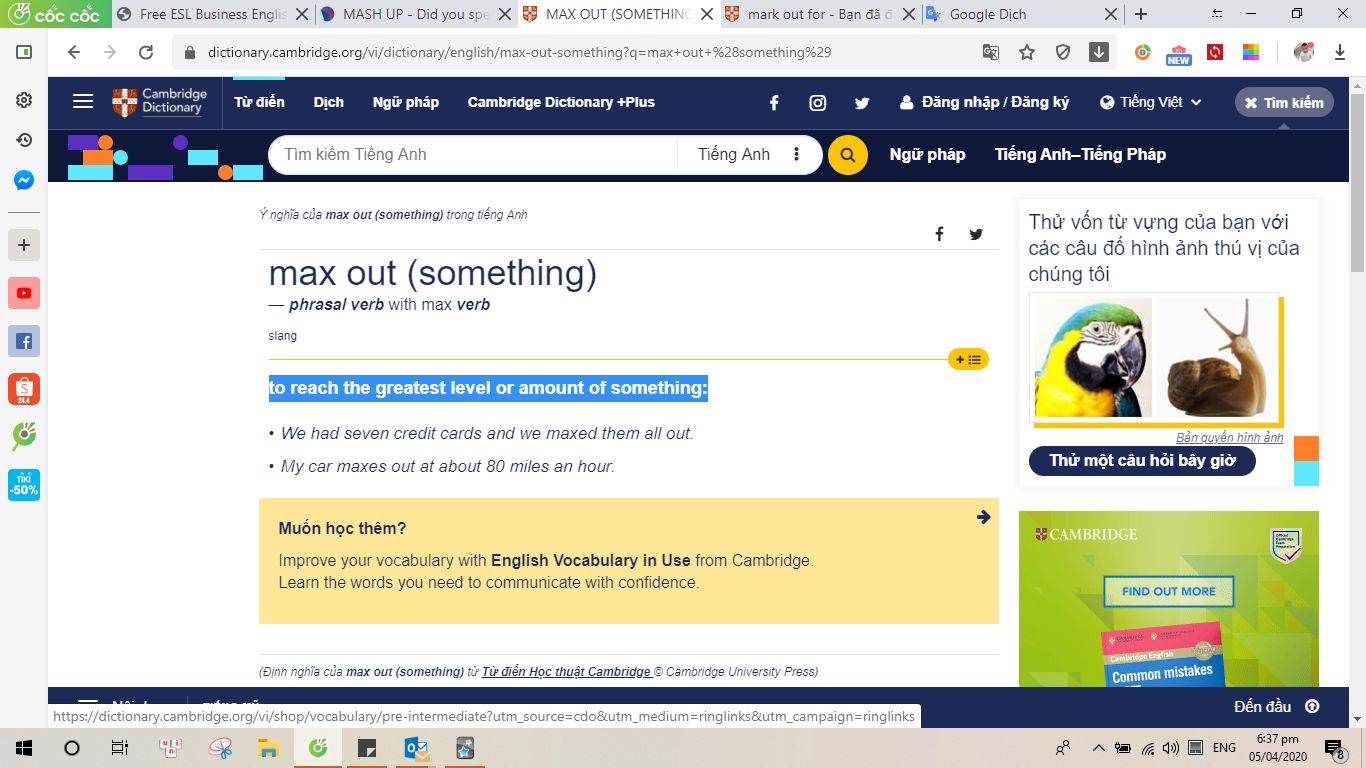 cốc cốc
Free ESL Business Englis
MASH UP - Did you spe
MAX OUT (SOMETHING
mark out for - Bạn đã đ
Google Dịch
dictionary.cambridge.org/vi/dictionary/english/max-out-something?q=max+out+%28something%29
NEW
Cambridge
Dictionary
Từ điển
Dịch
Ngữ pháp
Cambridge Dictionary +Plus
Đăng nhập / Đăng ký
Tiếng Việt
Tìm kiếm
Tìm kiếm Tiếng Anh
Tiếng Anh
Ngữ pháp
Tiếng Anh–Tiếng Pháp
Ý nghĩa của max out (something) trong tiếng Anh
max out (something)
— phrasal verb with max verb
slang
to reach the greatest level or amount of something:
• We had seven credit cards and we maxed them all out.
• My car maxes out at about 80 miles an hour.
Muốn học thêm?
Improve your vocabulary with English Vocabulary in Use from Cambridge.
Learn the words you need to communicate with confidence.
(Định nghĩa của max out (something) từ Từ điển Học thuật Cambridge © Cambridge University Press)
Thử vốn từ vựng của bạn với
các câu đố hình ảnh thú vị của
chúng tôi
Bản quyền hình ảnh
Thử một câu hỏi bây giờ
CAMBRIDGE
FIND OUT MORE
Cambridge English
Common mistakes
Đến đầu
24.4
TIKI
-50%
https://dictionary.cambridge.org/vi/shop/vocabulary/pre-intermediate?utm_source=cdo&utm_medium=ringlinks&utm_campaign=ringlinks
ENG
6:37 pm
05/04/2020
8